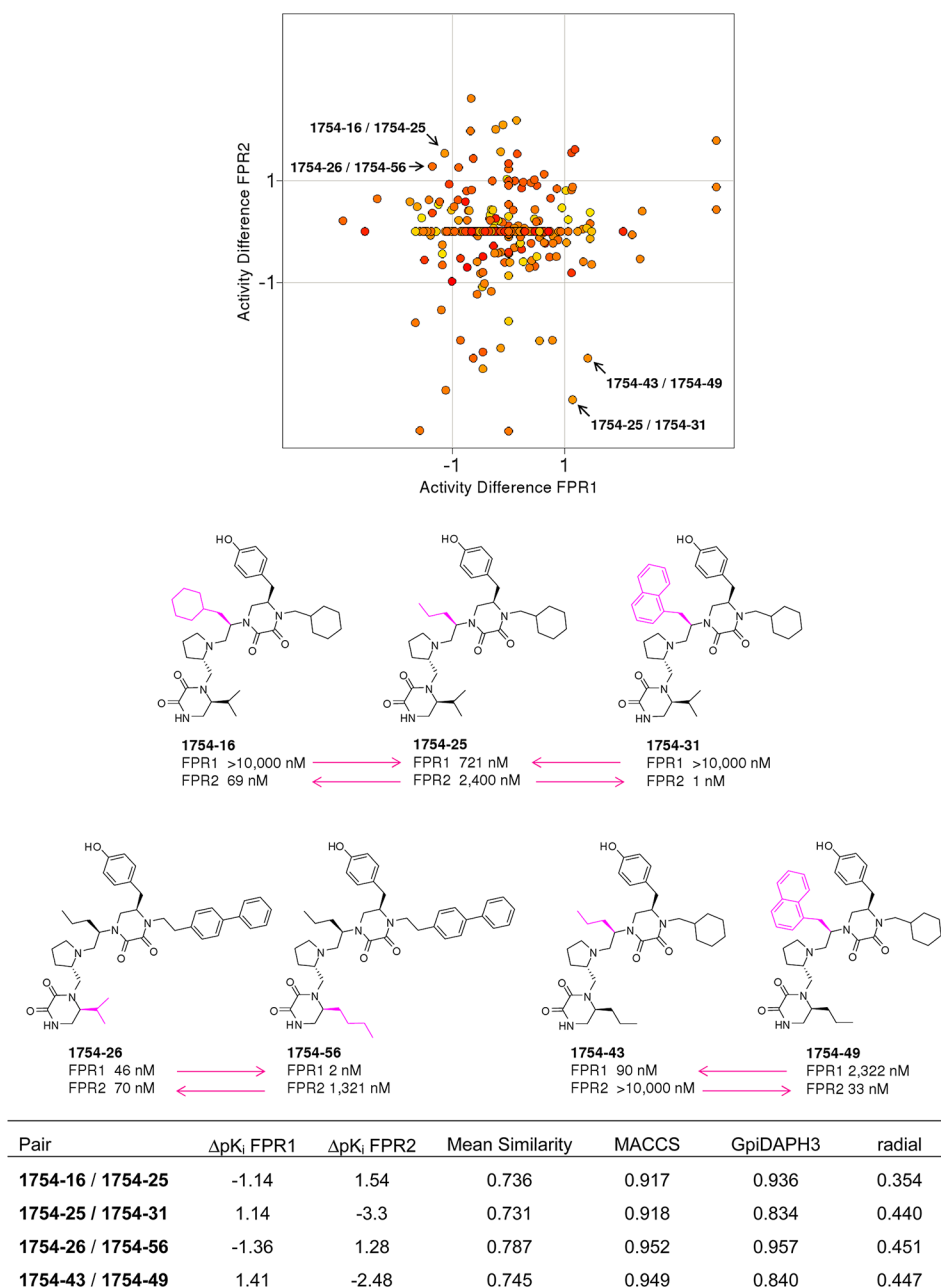 1754-16 / 1754-25
1754-26 / 1754-56
1
-1
Activity Difference FPR2
1754-43 / 1754-49
1754-25 / 1754-31
-1 1
Activity Difference FPR1
HO HO HO
N N N N N N
O O O O O O
N N N
O N O N O N
O O O
HN HN HN
1754-16 1754-25 1754-31
FPR1 >10,000 nM FPR1 721 nM FPR1 >10,000 nM
FPR2 69 nM FPR2 2,400 nM FPR2 1 nM
HO HO HO HO
N N N N N N N N
O O O O O O O O
N N N N
O N O N O N O N
O O O O
HN HN HN HN
1754-26 1754-56 1754-43 1754-49
FPR1 46 nM FPR1 2 nM FPR1 90 nM FPR1 2,322 nM
FPR2 70 nM FPR2 1,321 nM FPR2 >10,000 nM FPR2 33 nM
Pair ΔpKi FPR1 ΔpKi FPR2 Mean Similarity MACCS GpiDAPH3 radial
1754-16 / 1754-25 -1.14 1.54 0.736 0.917 0.936 0.354
1754-25 / 1754-31 1.14 -3.3 0.731 0.918 0.834 0.440
1754-26 / 1754-56 -1.36 1.28 0.787 0.952 0.957 0.451
1754-43 / 1754-49 1.41 -2.48 0.745 0.949 0.840 0.447